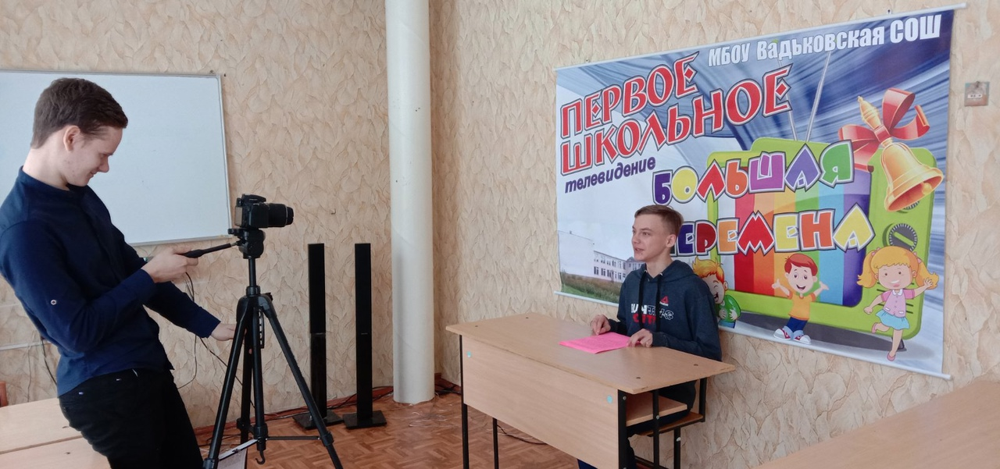 МБОУ Вадьковская СОШ
ПЕРВОЕ
ШКОЛЬНОЕ
телевидение
БОЛЬШАЯ
ПЕРЕМЕНА